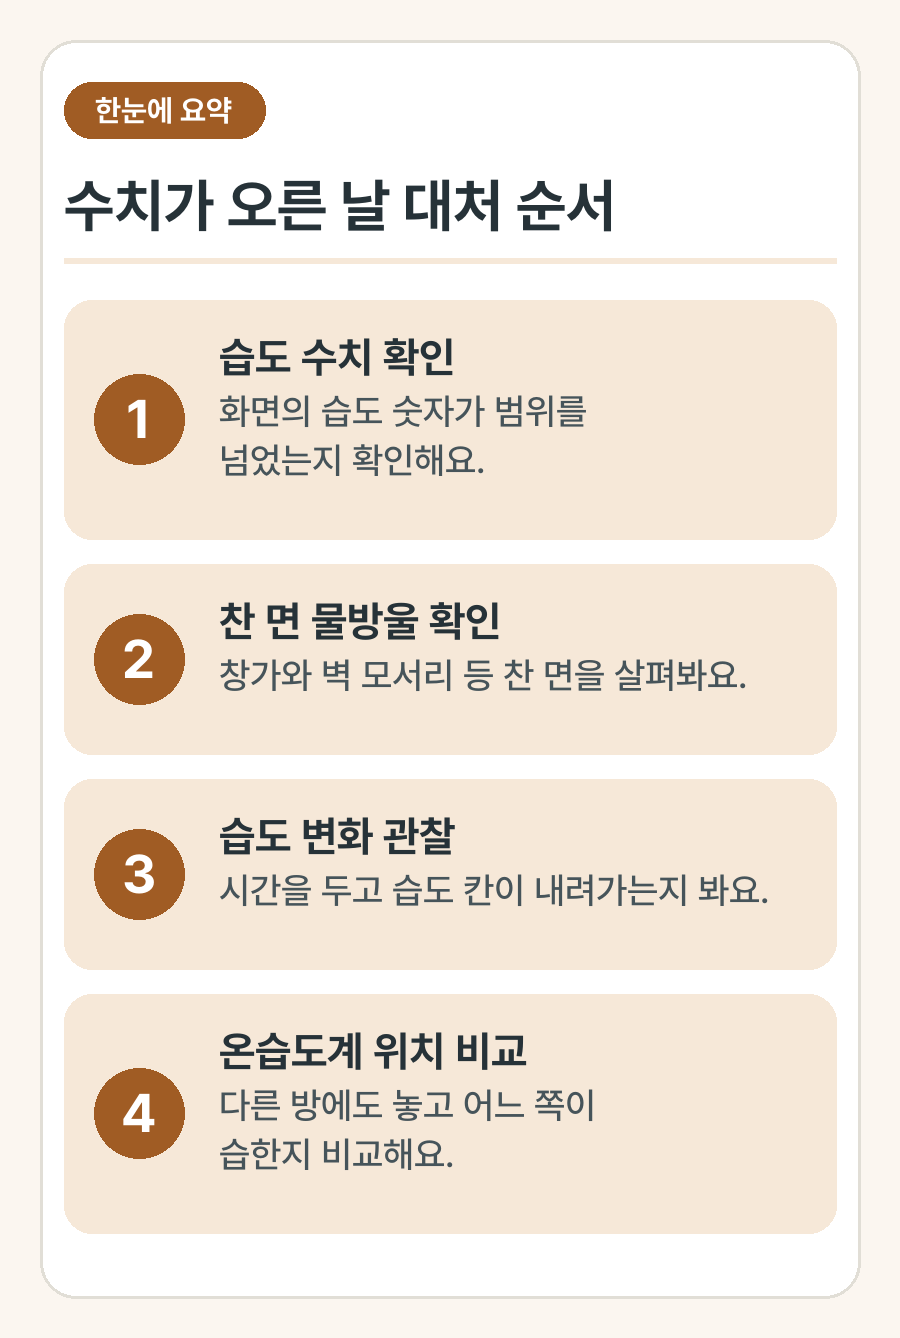 한눈에 요약
수치가 오른 날 대처 순서
1
습도 수치 확인
화면의 습도 숫자가 범위를
넘었는지 확인해요.
2
찬 면 물방울 확인
창가와 벽 모서리 등 찬 면을 살펴봐요.
3
습도 변화 관찰
시간을 두고 습도 칸이 내려가는지 봐요.
4
온습도계 위치 비교
다른 방에도 놓고 어느 쪽이
습한지 비교해요.